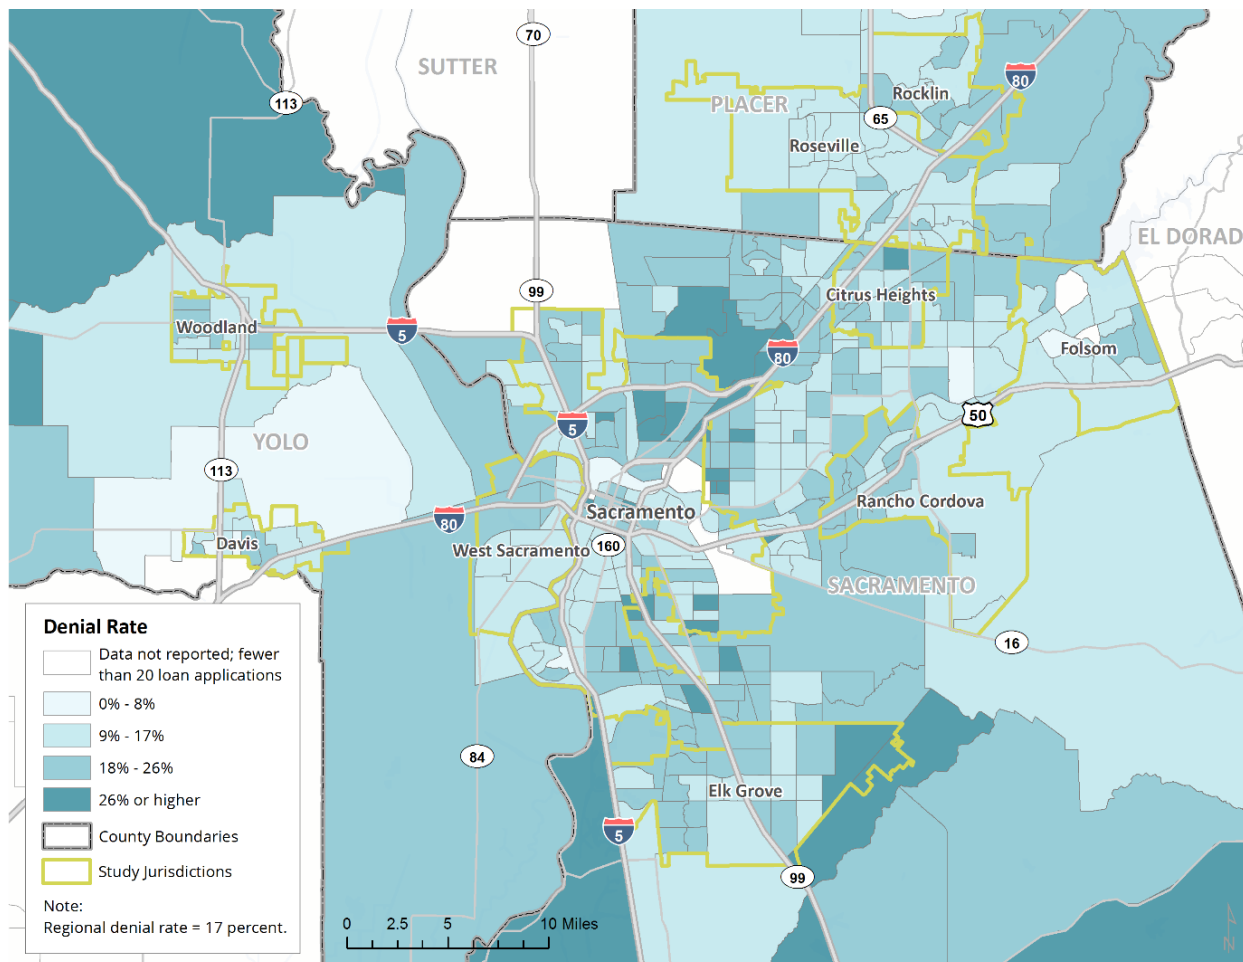 70
SUTTER
80
113
Rocklin
PLACER
65
Roseville
EL DORAD
99
Citrus Heights
Woodland
5
80
Folsom
50
5
YOLO
113
Rancho Cordova
Sacramento
80
Davis
West Sacramento
160
SACRAMENTO
16
84
Elk Grove
5
99
Denial Rate
Data not reported; fewer
than 20 loan applications
0% - 8%
9% - 17%
18% - 26%
26% or higher
County Boundaries
Study Jurisdictions
Note:
Regional denial rate = 17 percent.
0 2.5 5 10 Miles
N